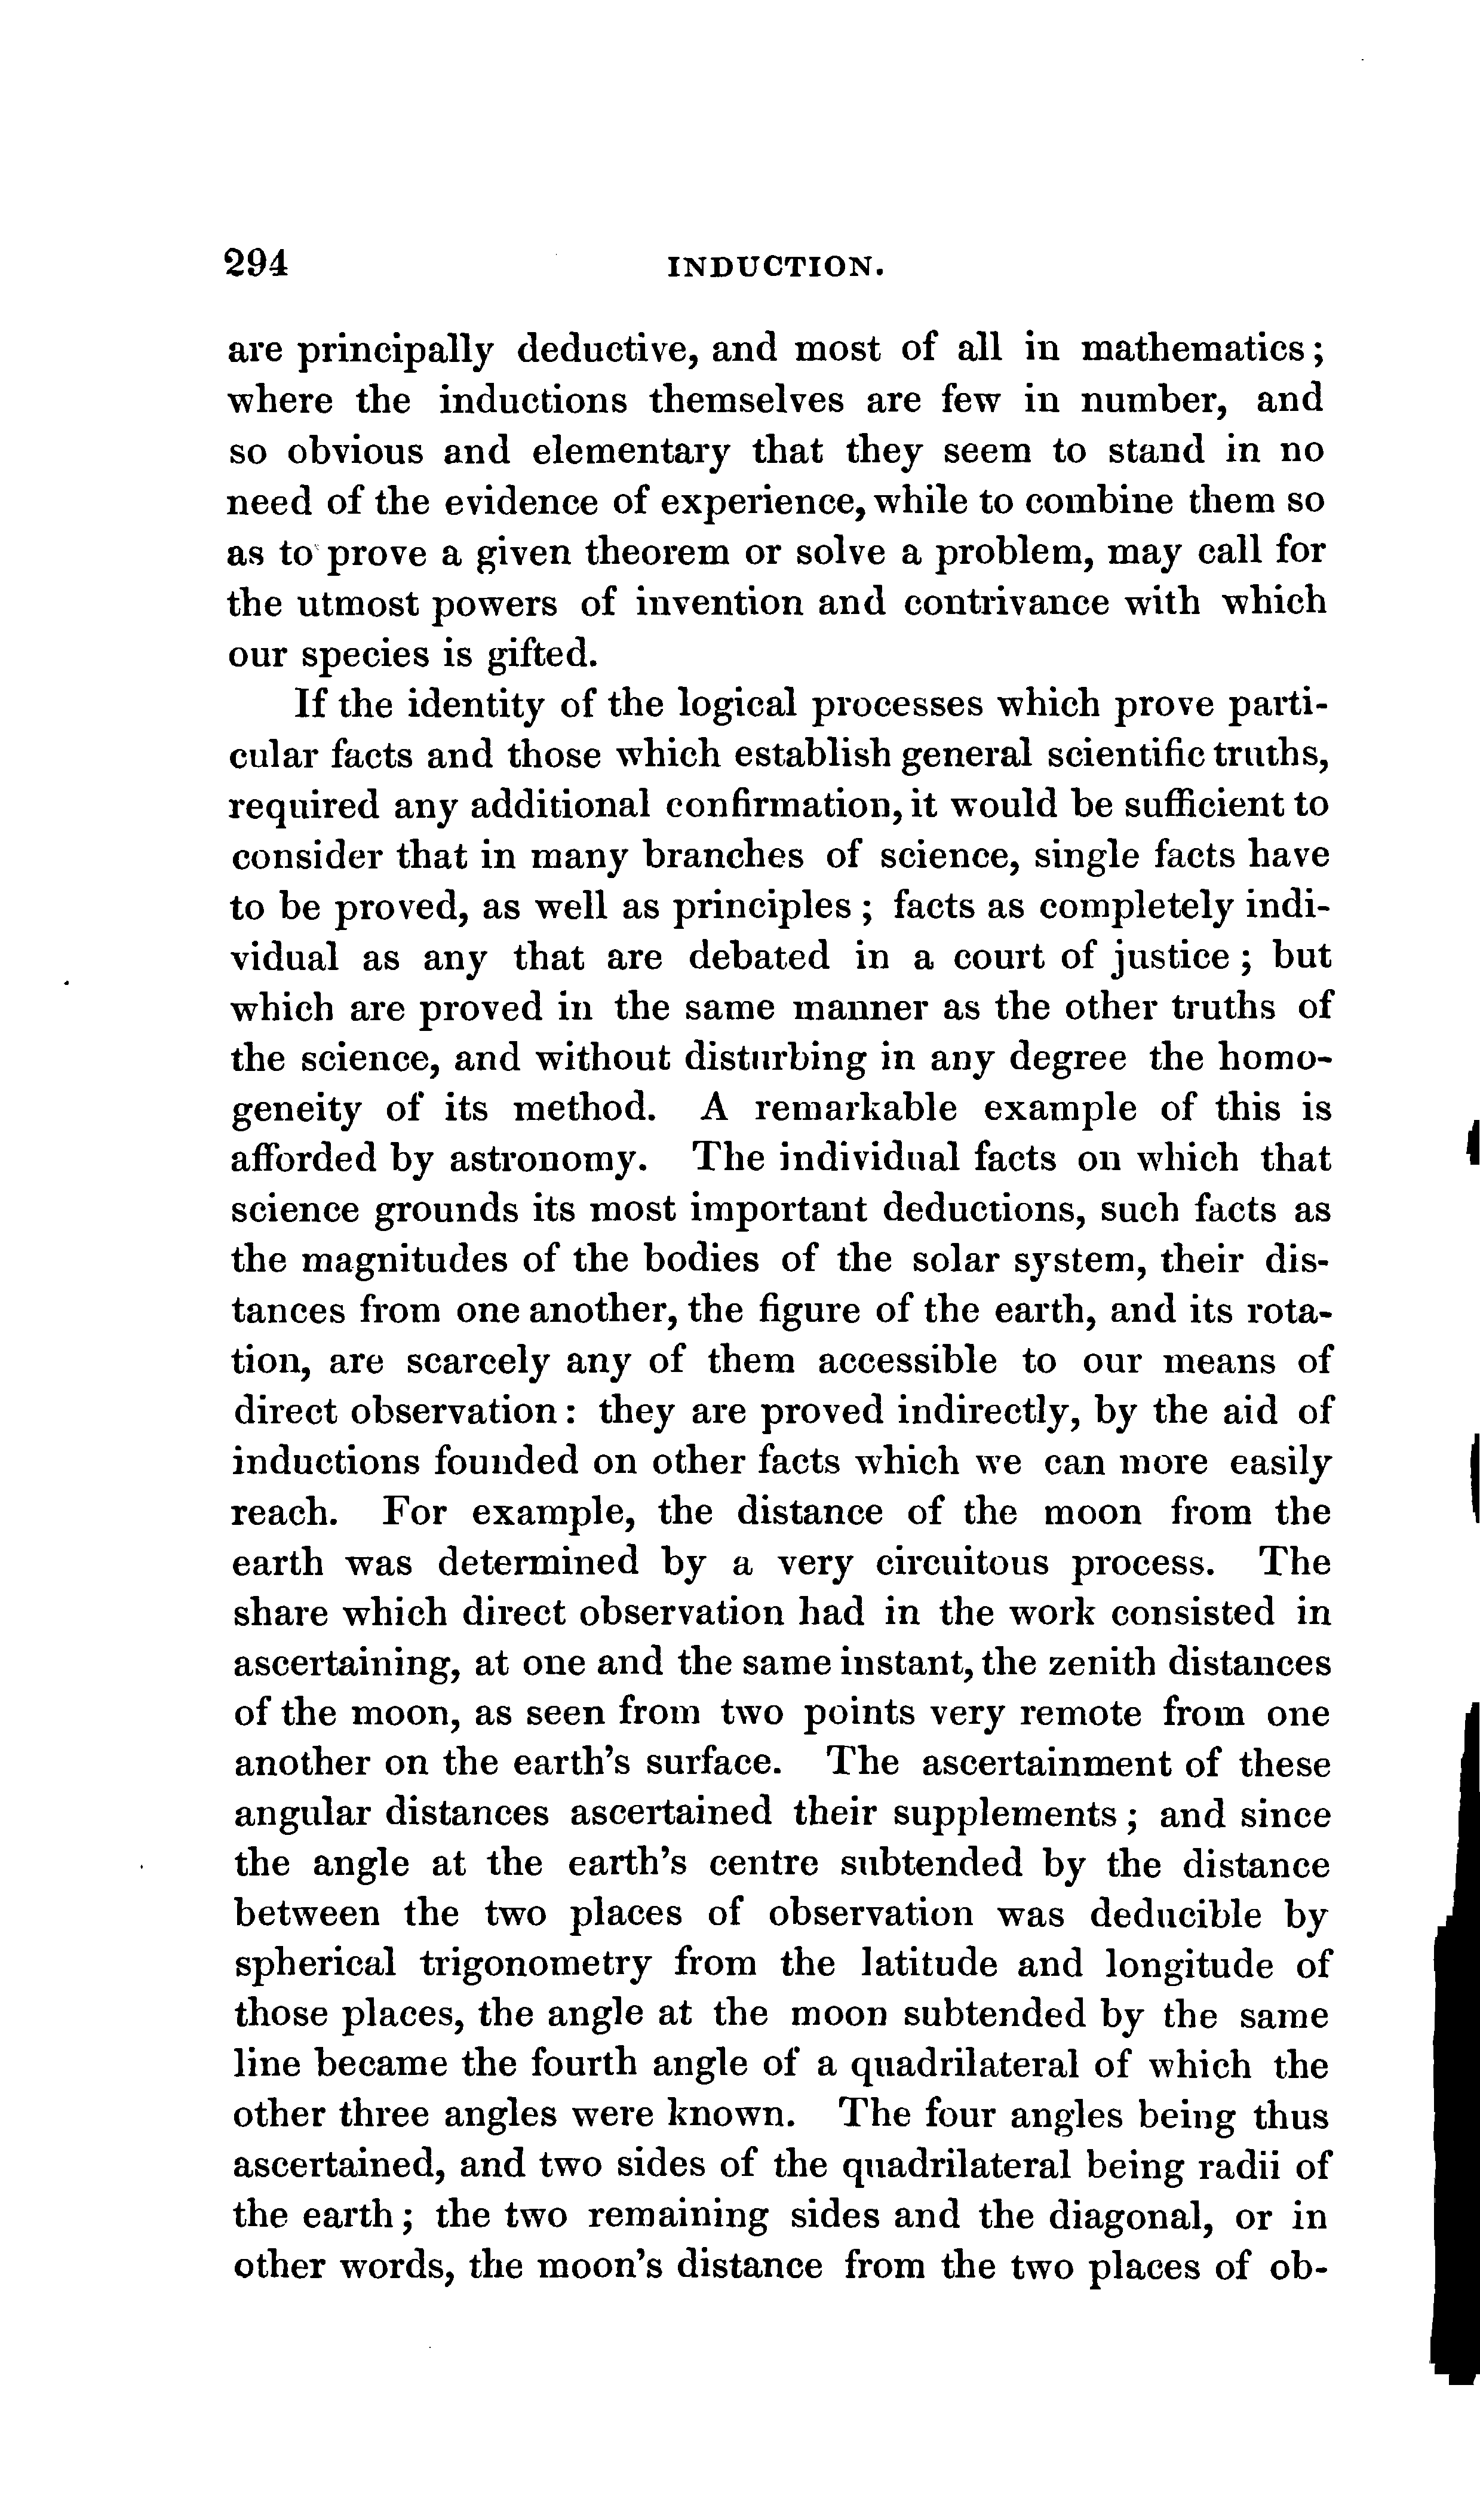 294 INDUCTION.
are principally deductive, and most of all in mathematics;
where the inductions themselves are few in number, and
so obvious and elementary that they seem to stand in no
need of the evidence of experience, while to combine them so
as to prove a given theorem or solve a problem, may call for
the utmost powers of invention and contrivance with which
our species is gifted.
If the identity of the logical processes which prove parti-
cular facts and those which establish general scientific truths,
required any additional confirmation, it would be sufficient to
consider that in many branches of science, single facts have
to be proved, as well as principles; facts as completely indi-
vidual as any that are debated in a court of justice; but
which are proved in the same manner as the other truths of
the science, and without disturbing in any degree the homo-
geneity of its method. A remarkable example of this is
afforded by astronomy. The individual facts on which that
science grounds its most important deductions, such facts as
the magnitudes of the bodies of the solar system, their dis-
tances from one another, the figure of the earth, and its rota-
tion, are scarcely any of them accessible to our means of
direct observation: they are proved indirectly, by the aid of
inductions founded on other facts which we can more easily
reach. For example, the distance of the moon from the
earth was determined by a very circuitous process. The
share which direct observation had in the work consisted in
ascertaining, at one and the same instant, the zenith distances
of the moon, as seen from two points very remote from one
another on the earth's surface. The ascertainment of these
angular distances ascertained their supplements; and since
the angle at the earth's centre subtended by the distance
between the two places of observation was deducible by
spherical trigonometry from the latitude and longitude of
those places, the angle at the moon subtended by the same
line became the fourth angle of a quadrilateral of which the
other three angles were known. The four angles being thus
ascertained, and two sides of the quadrilateral being radii of
the earth; the two remaining sides and the diagonal, or in
other words, the moon's distance from the two places of ob-